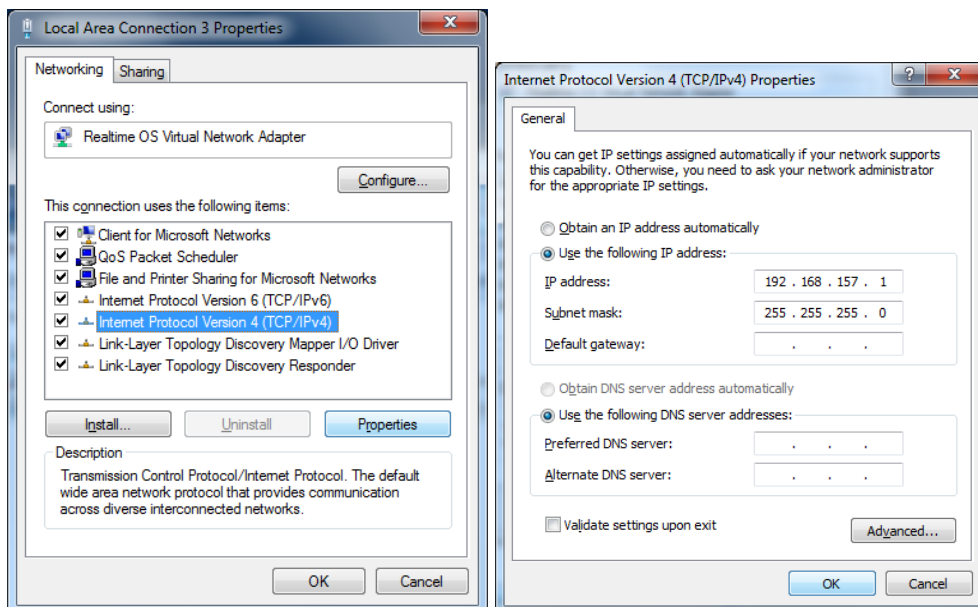 Local Area Connection 3 Properties
Networking
Sharing
Connect using:
Realtime OS Virtual Network Adapter
Configure...
This connection uses the following items:
Client for Microsoft Networks
QoS Packet Scheduler
File and Printer Sharing for Microsoft Networks
Internet Protocol Version 6 (TCP/IPv6)
Internet Protocol Version 4 (TCP/IPv4)
Link-Layer Topology Discovery Mapper I/O Driver
Link-Layer Topology Discovery Responder
Install...
Uninstall
Properties
Description
Transmission Control Protocol/Internet Protocol. The default
wide area network protocol that provides communication
across diverse interconnected networks.
OK
Cancel
Internet Protocol Version 4 (TCP/IPv4) Properties
General
You can get IP settings assigned automatically if your network supports
this capability. Otherwise, you need to ask your network administrator
for the appropriate IP settings.
Obtain an IP address automatically
Use the following IP address:
IP address: 192 . 168 . 157 . 1
Subnet mask: 255 . 255 . 255 . 0
Default gateway: . . .
Obtain DNS server address automatically
Use the following DNS server addresses:
Preferred DNS server: . . .
Alternate DNS server: . . .
Validate settings upon exit
Advanced...
OK
Cancel